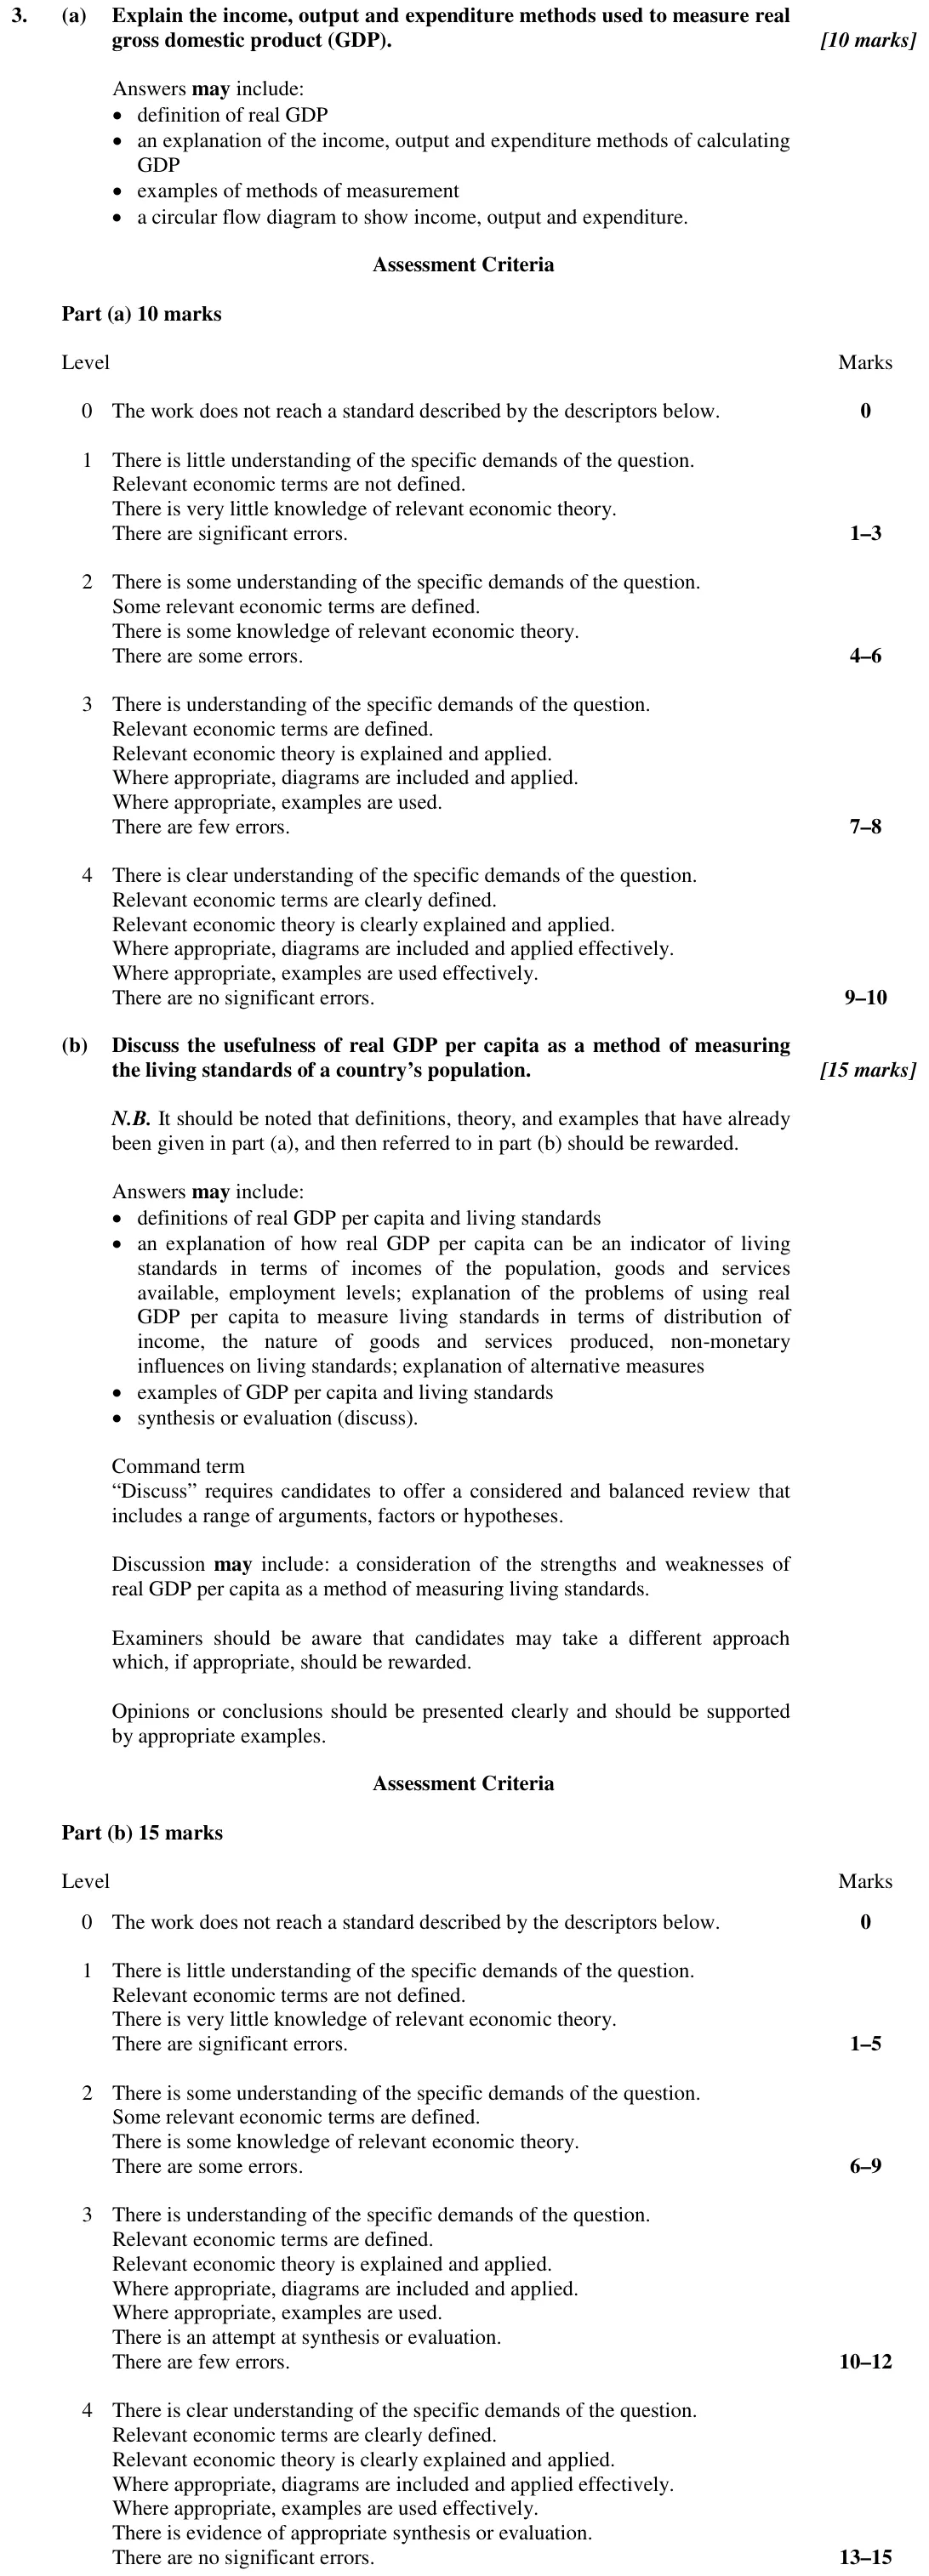 3. (a) Explain the income, output and expenditure methods used to measure real
gross domestic product (GDP). [10 marks]
Answers may include:
• definition of real GDP
• an explanation of the income, output and expenditure methods of calculating
GDP
• examples of methods of measurement
• a circular flow diagram to show income, output and expenditure.
Assessment Criteria
Part (a) 10 marks
Level Marks
0 The work does not reach a standard described by the descriptors below. 0
1 There is little understanding of the specific demands of the question.
Relevant economic terms are not defined.
There is very little knowledge of relevant economic theory.
There are significant errors. 1–3
2 There is some understanding of the specific demands of the question.
Some relevant economic terms are defined.
There is some knowledge of relevant economic theory.
There are some errors. 4–6
3 There is understanding of the specific demands of the question.
Relevant economic terms are defined.
Relevant economic theory is explained and applied.
Where appropriate, diagrams are included and applied.
Where appropriate, examples are used.
There are few errors. 7–8
4 There is clear understanding of the specific demands of the question.
Relevant economic terms are clearly defined.
Relevant economic theory is clearly explained and applied.
Where appropriate, diagrams are included and applied effectively.
Where appropriate, examples are used effectively.
There are no significant errors. 9–10
(b) Discuss the usefulness of real GDP per capita as a method of measuring
the living standards of a country’s population. [15 marks]
N.B. It should be noted that definitions, theory, and examples that have already
been given in part (a), and then referred to in part (b) should be rewarded.
Answers may include:
• definitions of real GDP per capita and living standards
• an explanation of how real GDP per capita can be an indicator of living
standards in terms of incomes of the population, goods and services
available, employment levels; explanation of the problems of using real
GDP per capita to measure living standards in terms of distribution of
income, the nature of goods and services produced, non-monetary
influences on living standards; explanation of alternative measures
• examples of GDP per capita and living standards
• synthesis or evaluation (discuss).
Command term
“Discuss” requires candidates to offer a considered and balanced review that
includes a range of arguments, factors or hypotheses.
Discussion may include: a consideration of the strengths and weaknesses of
real GDP per capita as a method of measuring living standards.
Examiners should be aware that candidates may take a different approach
which, if appropriate, should be rewarded.
Opinions or conclusions should be presented clearly and should be supported
by appropriate examples.
Assessment Criteria
Part (b) 15 marks
Level Marks
0 The work does not reach a standard described by the descriptors below. 0
1 There is little understanding of the specific demands of the question.
Relevant economic terms are not defined.
There is very little knowledge of relevant economic theory.
There are significant errors. 1–5
2 There is some understanding of the specific demands of the question.
Some relevant economic terms are defined.
There is some knowledge of relevant economic theory.
There are some errors. 6–9
3 There is understanding of the specific demands of the question.
Relevant economic terms are defined.
Relevant economic theory is explained and applied.
Where appropriate, diagrams are included and applied.
Where appropriate, examples are used.
There is an attempt at synthesis or evaluation.
There are few errors. 10–12
4 There is clear understanding of the specific demands of the question.
Relevant economic terms are clearly defined.
Relevant economic theory is clearly explained and applied.
Where appropriate, diagrams are included and applied effectively.
Where appropriate, examples are used effectively.
There is evidence of appropriate synthesis or evaluation.
There are no significant errors. 13–15